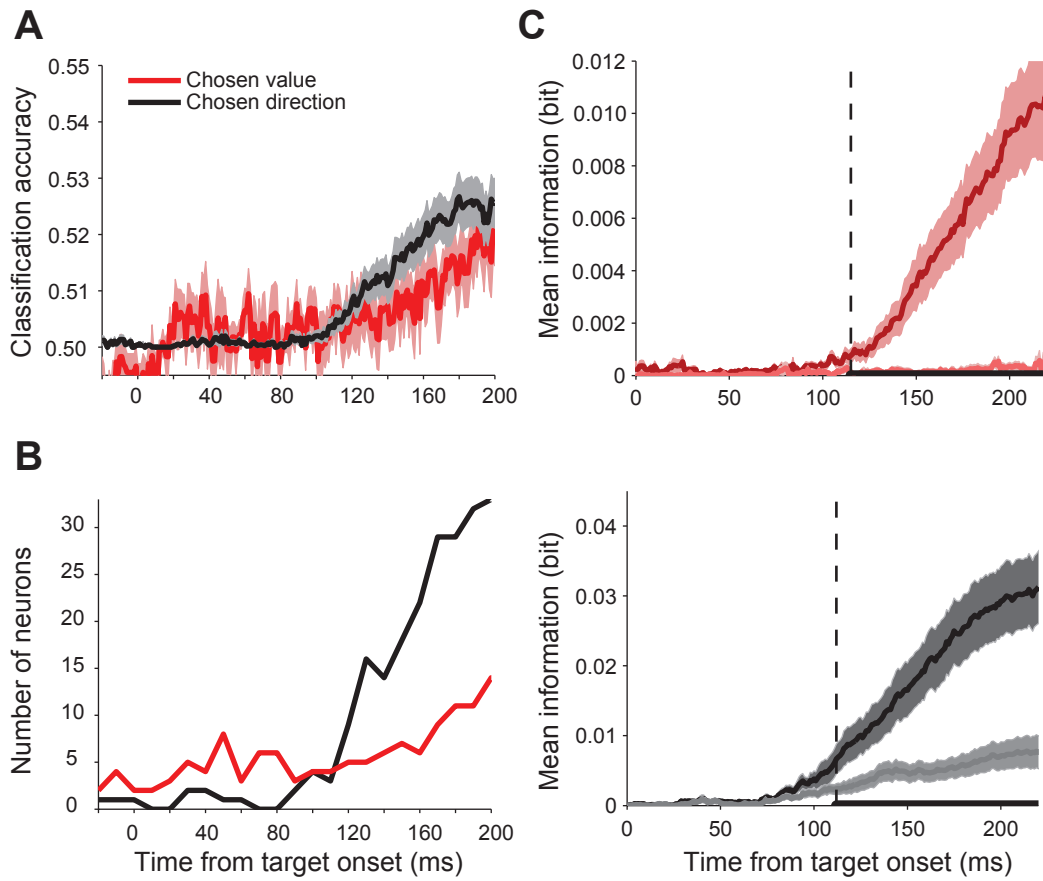 A
Classification accuracy
0.55
0.54
0.53
0.52
0.51
0.50
Chosen value
Chosen direction
0 40 80 120 160 200
B
Number of neurons
30
25
20
15
10
5
0
0 40 80 120 160 200
Time from target onset (ms)
C
Mean information (bit)
0.012
0.010
0.008
0.006
0.004
0.002
0
0 50 100 150 200
Mean information (bit)
0.04
0.03
0.02
0.01
0
0 50 100 150 200
Time from target onset (ms)